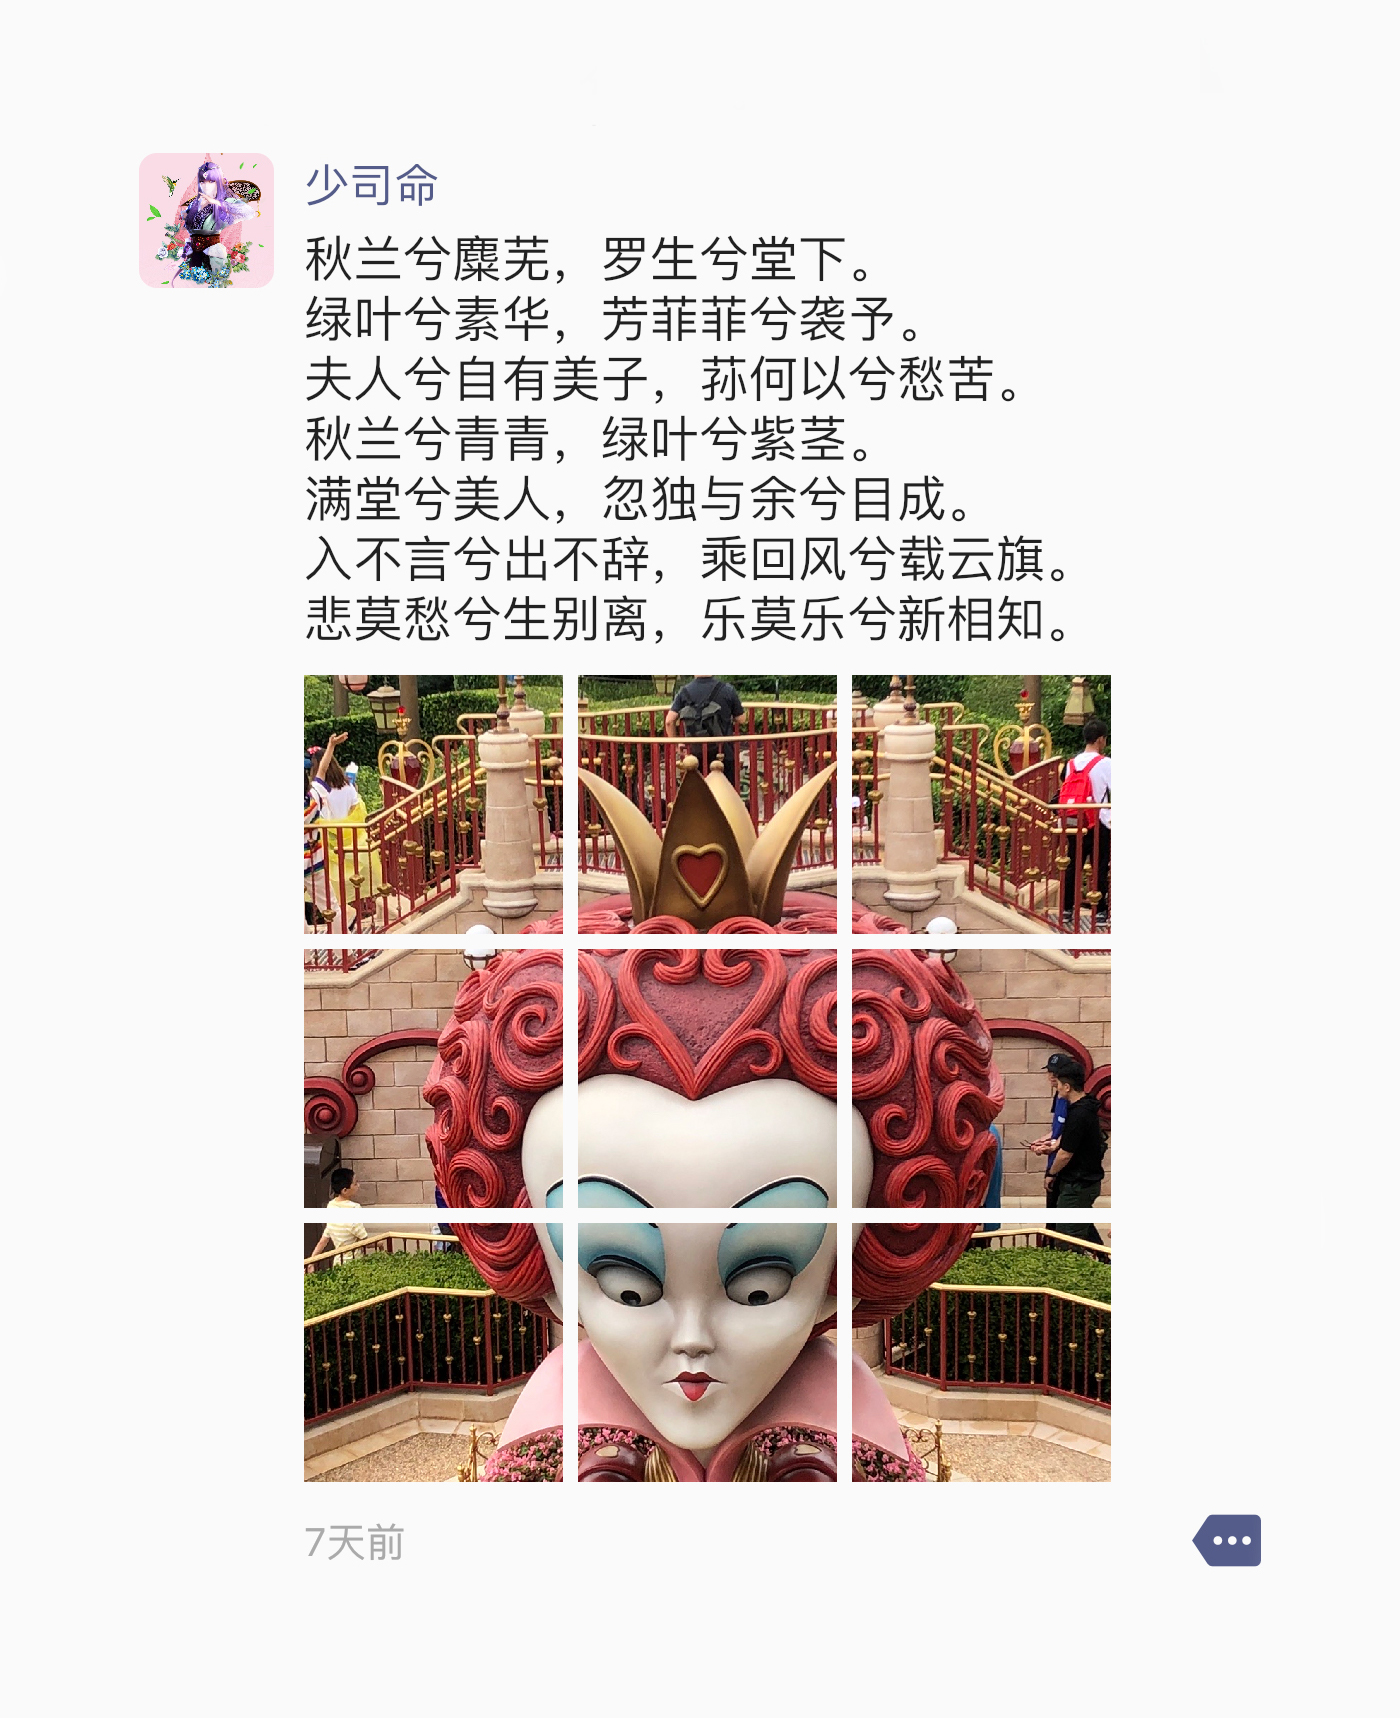 少司命
秋兰兮麋芜，罗生兮堂下。
绿叶兮素华，芳菲菲兮袭予。
夫人兮自有美子，荪何以兮愁苦。
秋兰兮青青，绿叶兮紫茎。
满堂兮美人，忽独与余兮目成。
入不言兮出不辞，乘回风兮载云旗。
悲莫愁兮生别离，乐莫乐兮新相知。
7天前